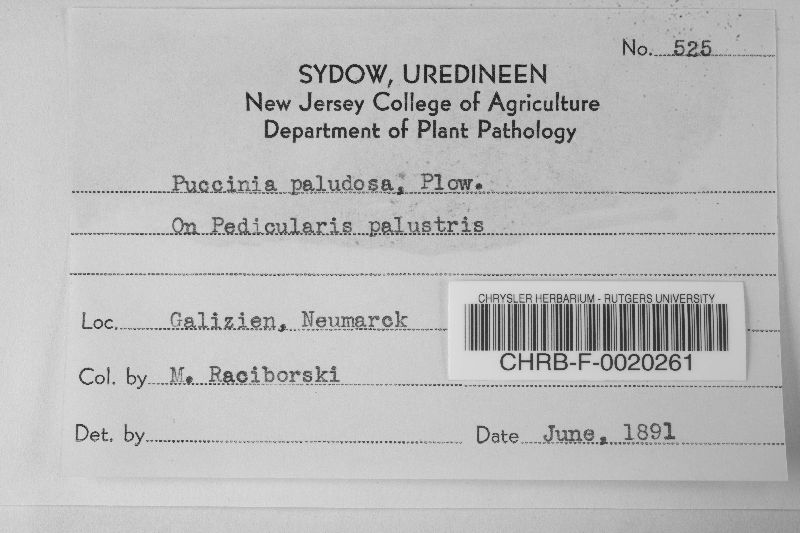 No. 525
SYDOW, UREDINEEN
New Jersey College of Agriculture
Department of Plant Pathology
Puccinia paludosa, Plow.
On Pedicularis palustris
Loc. Galizien, Neumarck
CHRYSLER HERBARIUM - RUTGERS UNIVERSITY
CHRB-F-0020261
Col. by M. Raciborski
Det. by Date June, 1891